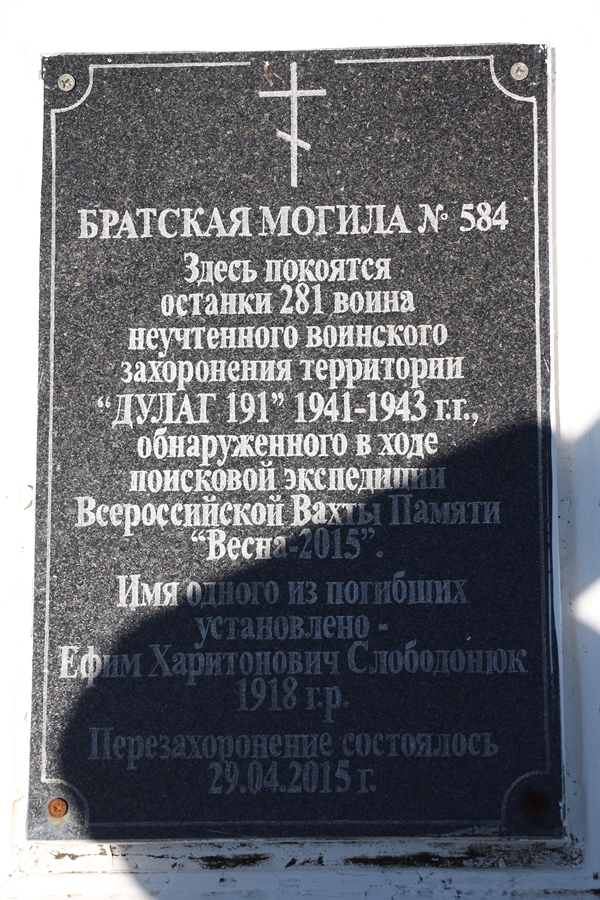 БРАТСКАЯ МОГИЛА № 584
Здесь покоятся
останки 281 воина
неучтенного воинского
захоронения территории
“ДУЛАГ 191” 1941-1943 г.г.,
обнаруженного в ходе
поисковой экспедиции
Всероссийской Вахты Памяти
“Весна-2015”.
Имя одного из погибших
установлено -
Ефим Харитонович Слободонюк
1918 г.р.
Перезахоронение состоялось
29.04.2015 г.